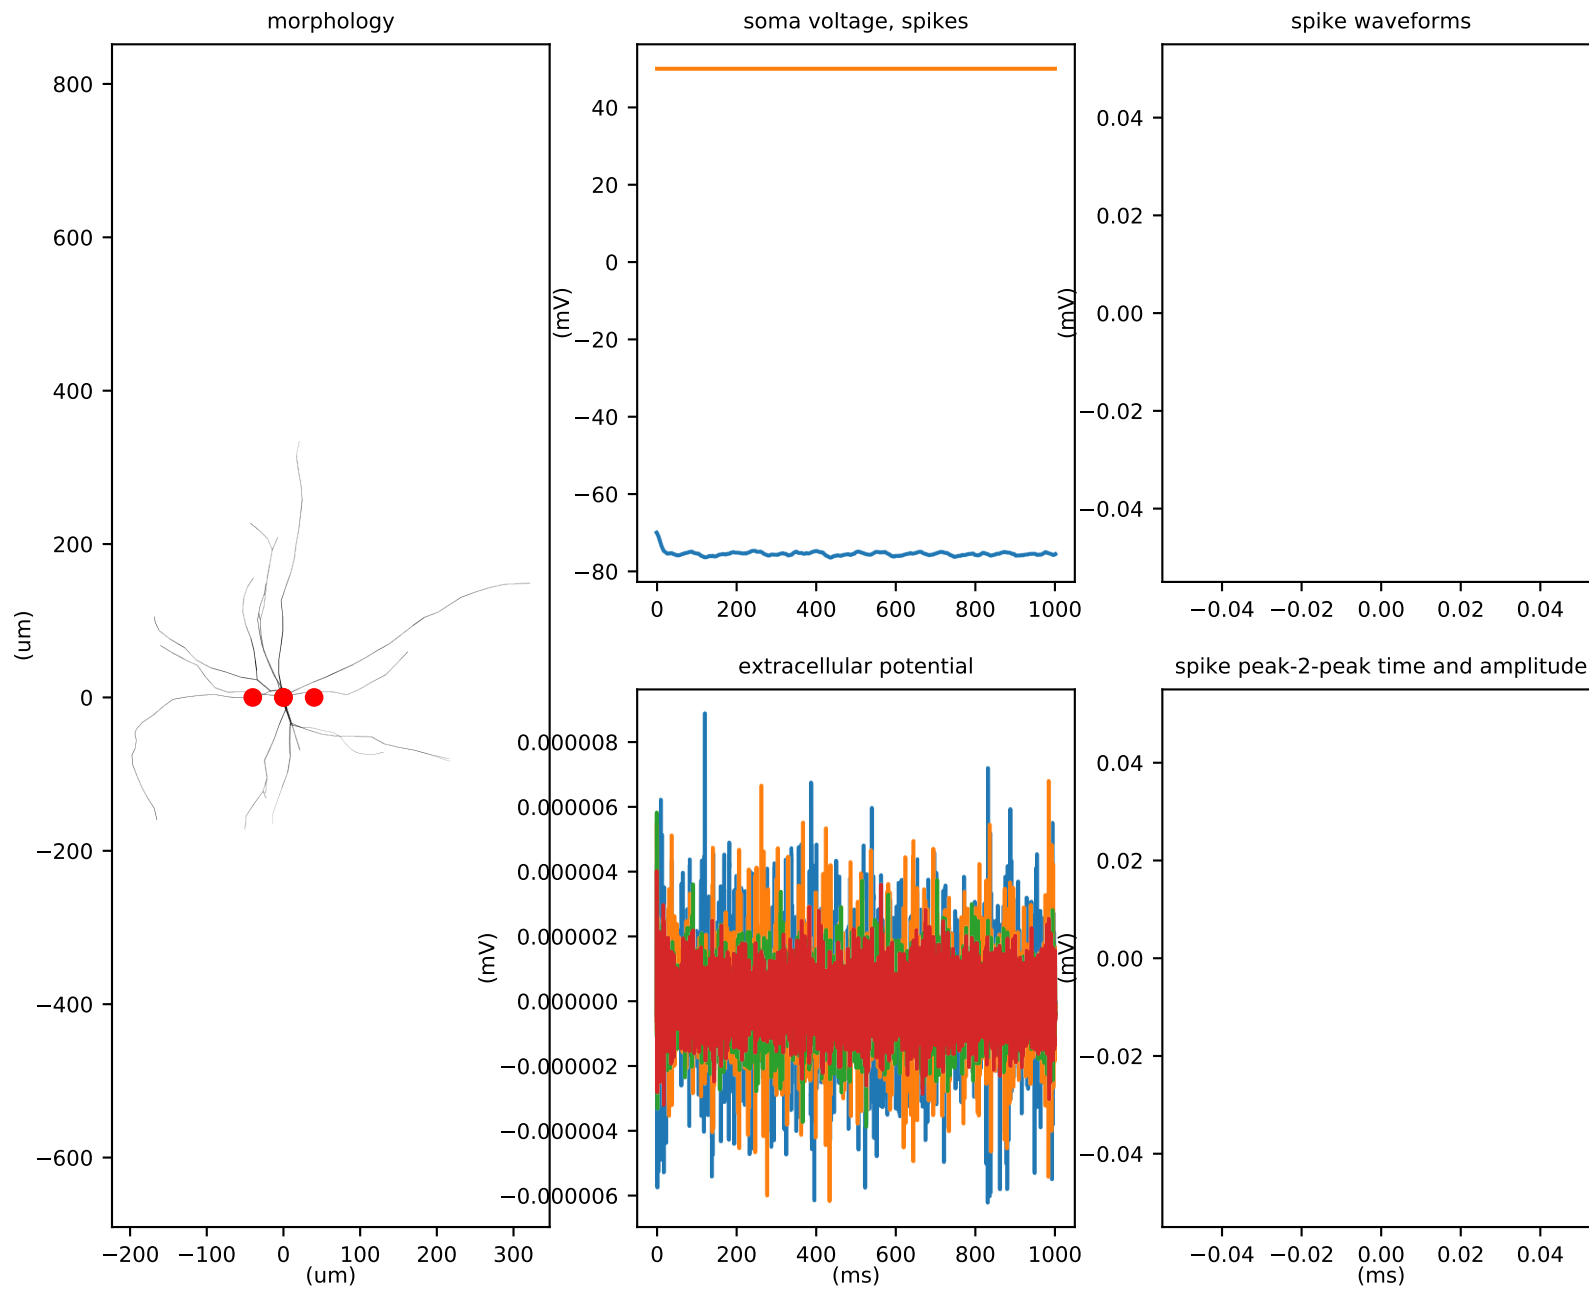 morphology
soma voltage, spikes
spike waveforms
800
600
400
200
0
−200
−400
−600
(um)
−200 −100 0 100 200 300
(um)
40
20
0
−20
−40
−60
−80
(mV)
0 200 400 600 800 1000
0.04
0.02
0.00
−0.02
−0.04
(mV)
−0.04 −0.02 0.00 0.02 0.04
extracellular potential
spike peak-2-peak time and amplitude
0.000008
0.000006
0.000004
0.000002
0.000000
−0.000002
−0.000004
−0.000006
(mV)
0 200 400 600 800 1000
(ms)
0.04
0.02
0.00
−0.02
−0.04
(mV)
−0.04 −0.02 0.00 0.02 0.04
(ms)